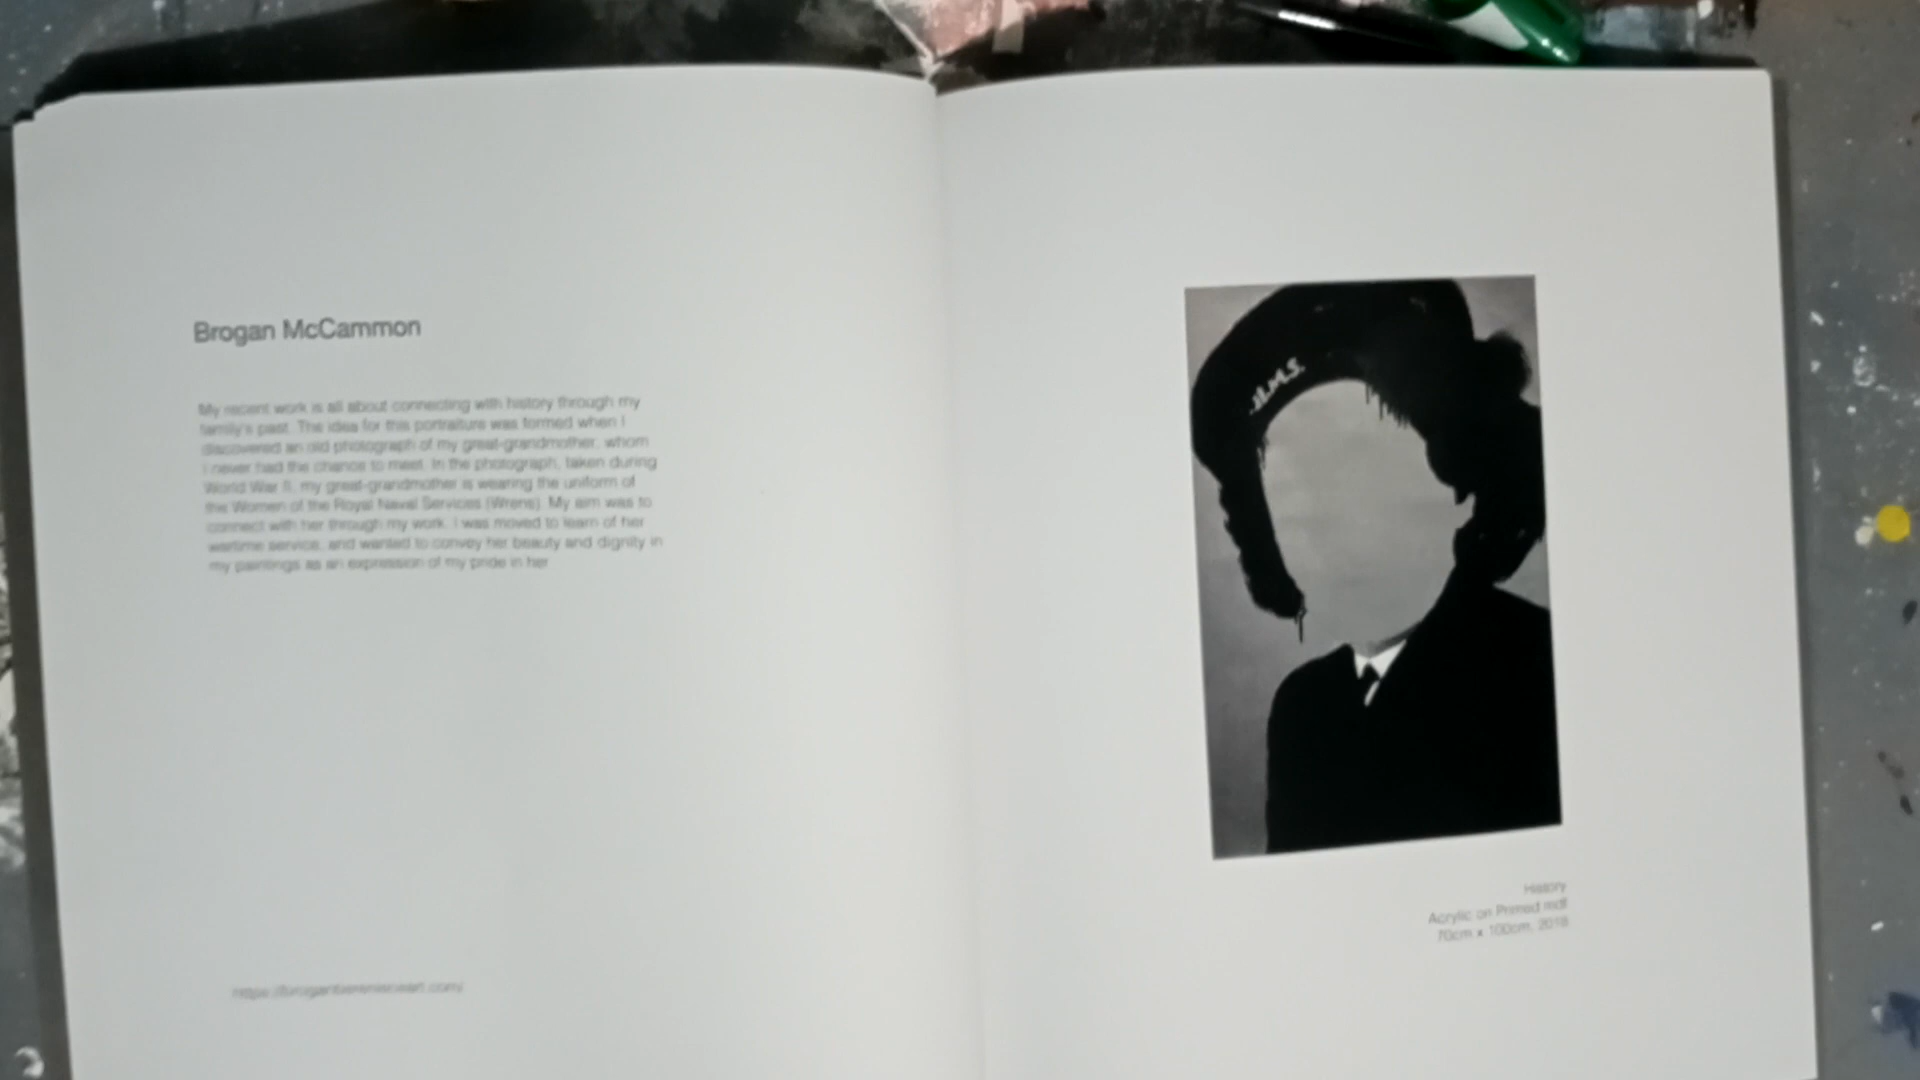 Brogan McCammon
My recent work is all about connecting with history through my
family's past. The idea for this portraiture was formed when I
discovered an old photograph of my great-grandmother, whom
I never had the chance to meet. In the photograph, taken during
World War II, my great-grandmother is wearing the uniform of
the Women of the Royal Naval Services (Wrens). My aim was to
connect with her through my work. I was moved to learn of her
wartime service, and wanted to convey her beauty and dignity in
my paintings as an expression of my pride in her
H.M.S.
History
Acrylic on Primed mdf
70cm x 100cm, 2018